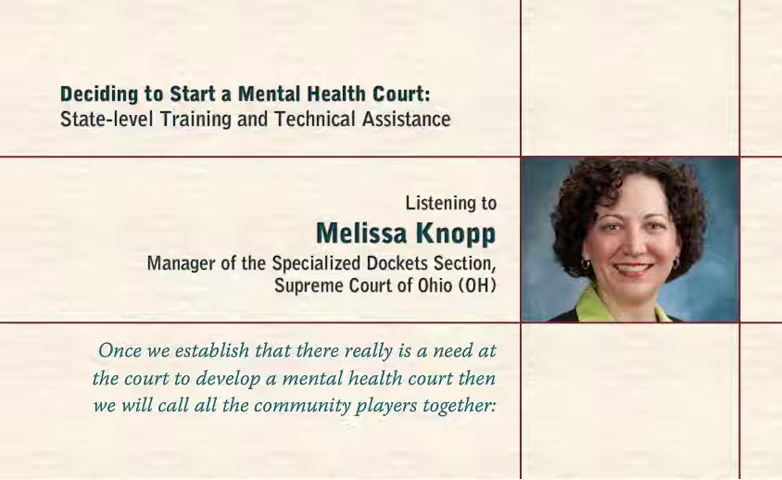 Deciding to Start a Mental Health Court:
State-level Training and Technical Assistance
Listening to
Melissa Knopp
Manager of the Specialized Dockets Section,
Supreme Court of Ohio (OH)
Once we establish that there really is a need at
the court to develop a mental health court then
we will call all the community players together: